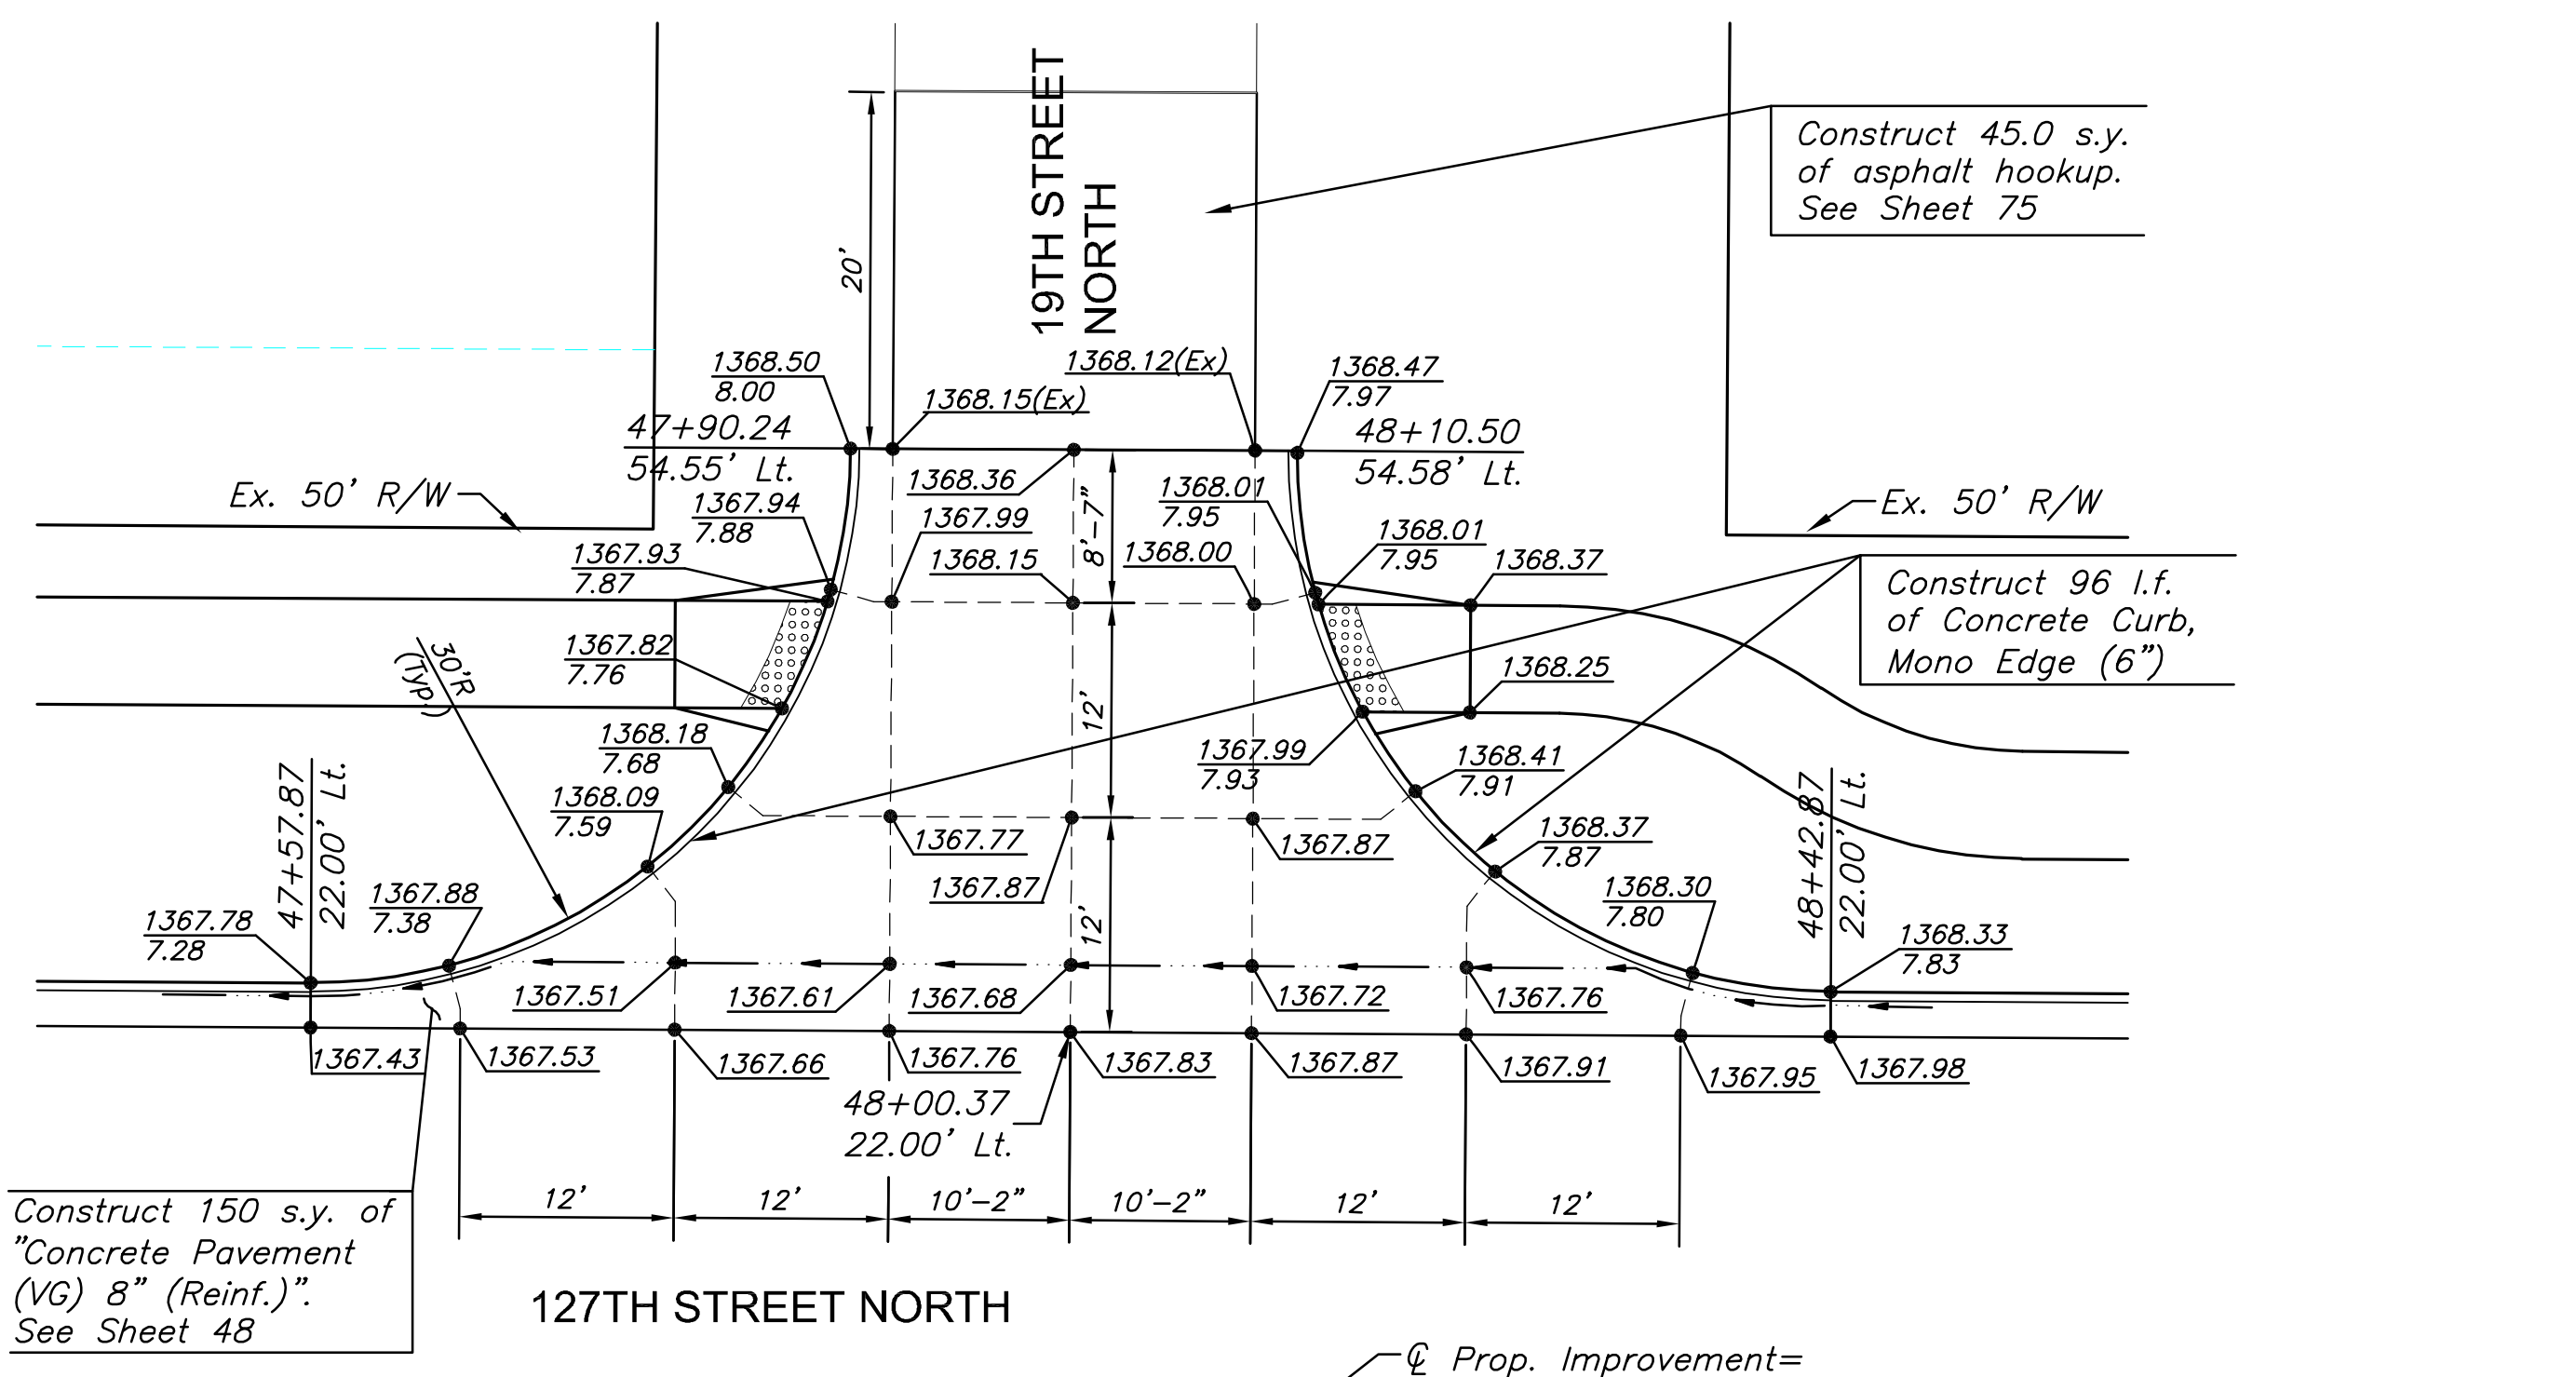 19TH STREET
NORTH
Construct 45.0 s.y.
of asphalt hookup.
See Sheet 75
20'
1368.50
8.00
1368.15(Ex)
1368.12(Ex)
1368.47
7.97
47+90.24
54.55' Lt.
48+10.50
54.58' Lt.
Ex. 50' R/W
Ex. 50' R/W
1367.94
7.88
1368.36
1367.99
8'-7"
1368.01
7.95
1368.01
7.95
1367.93
7.87
1368.15
1368.00
1368.37
Construct 96 l.f.
of Concrete Curb,
Mono Edge (6")
30'R
(Typ.)
1367.82
7.76
1368.25
12'
1368.18
7.68
1367.99
7.93
1368.41
7.91
1368.09
7.59
1367.77
1367.87
1367.87
1368.37
7.87
47+57.87
22.00' Lt.
48+42.87
22.00' Lt.
1367.78
7.28
1367.88
7.38
12'
1368.30
7.80
1368.33
7.83
1367.51
1367.61
1367.68
1367.72
1367.76
1367.43
1367.53
1367.66
1367.76
1367.83
1367.87
1367.91
1367.95
1367.98
48+00.37
22.00' Lt.
12'
12'
10'-2"
10'-2"
12'
12'
Construct 150 s.y. of
"Concrete Pavement
(VG) 8" (Reinf.)".
See Sheet 48
127TH STREET NORTH
℄ Prop. Improvement=